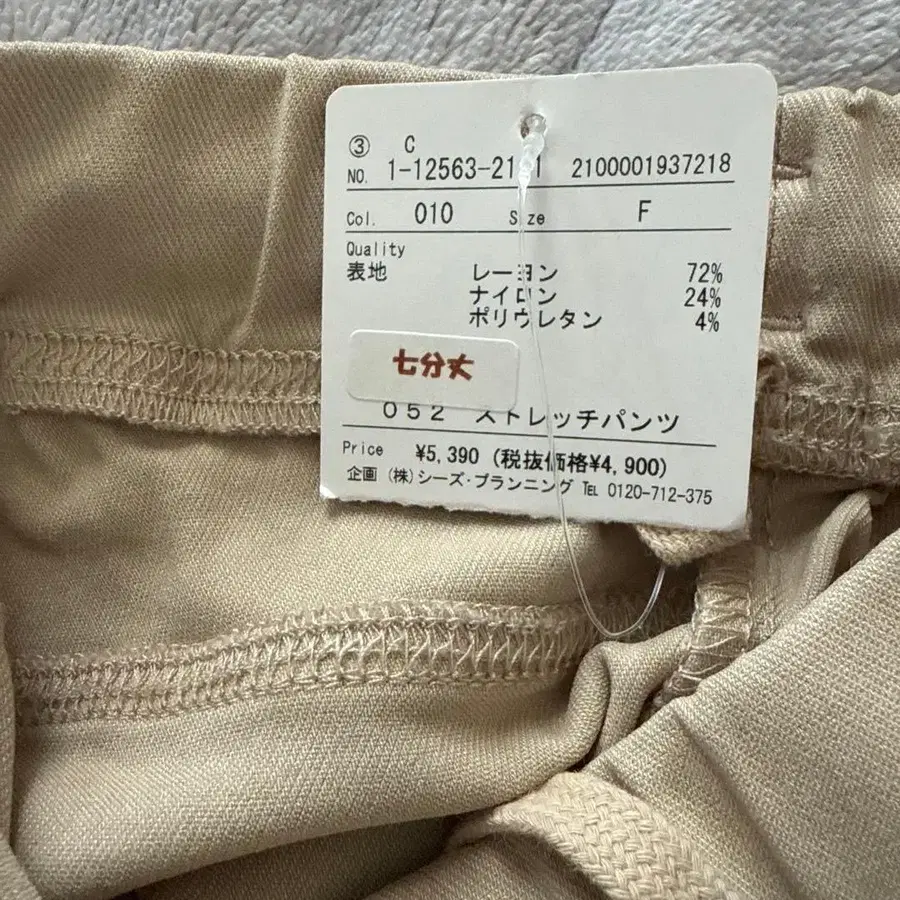 ③ C
NO. 1-12563-21 1 2100001937218
Col. 010 Size F
Quality
表地 レーヨン 72%
ナイロン 24%
ポリウレタン 4%
七分丈
052 ストレッチパンツ
Price ¥5,390 (税抜価格¥4,900)
企画 (株)シーズ・プランニング TEL 0120-712-375